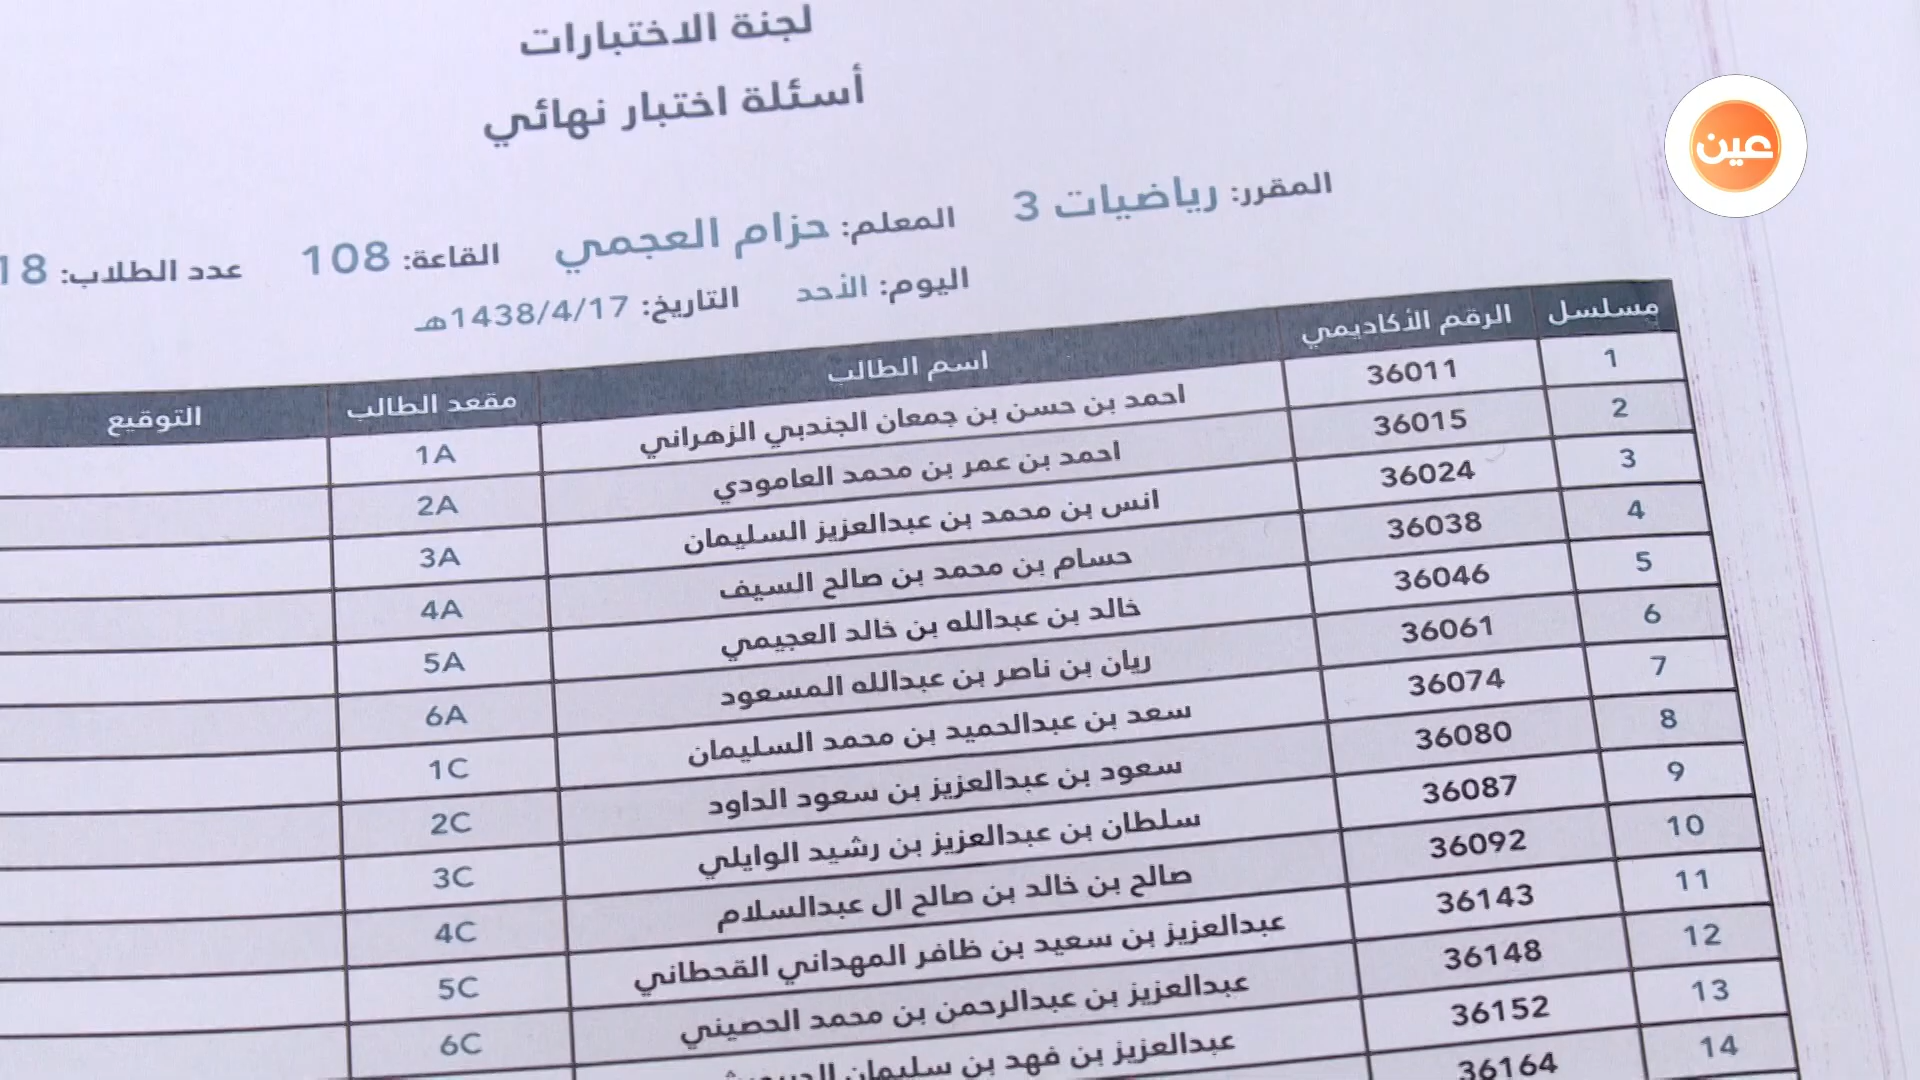 لجنة الاختبارات
أسئلة اختبار نهائي
عين
المقرر: رياضيات 3 المعلم: حزام العجمي القاعة: 108 عدد الطلاب: 18
اليوم: الأحد التاريخ: 1438/4/17هـ
مسلسل الرقم الأكاديمي اسم الطالب مقعد الطالب التوقيع
1 36011 احمد بن حسن بن جمعان الجندبي الزهراني 1A
2 36015 احمد بن عمر بن محمد العامودي 2A
3 36024 انس بن محمد بن عبدالعزيز السليمان 3A
4 36038 حسام بن محمد بن صالح السيف 4A
5 36046 خالد بن عبدالله بن خالد العجيمي 5A
6 36061 ريان بن ناصر بن عبدالله المسعود 6A
7 36074 سعد بن عبدالحميد بن محمد السليمان 1C
8 36080 سعود بن عبدالعزيز بن سعود الداود 2C
9 36087 سلطان بن عبدالعزيز بن رشيد الوايلي 3C
10 36092 صالح بن خالد بن صالح ال عبدالسلام 4C
11 36143 عبدالعزيز بن سعيد بن ظافر المهداني القحطاني 5C
12 36148 عبدالعزيز بن عبدالرحمن بن محمد الحصيني 6C
13 36152 عبدالعزيز بن فهد بن سليمان
14 36164